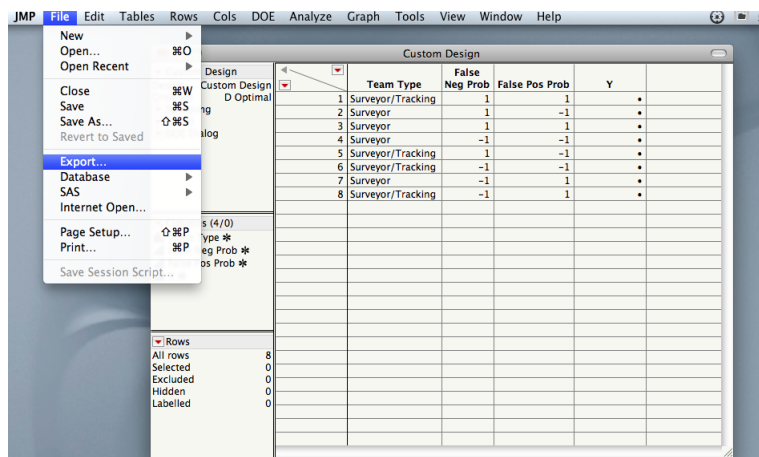 JMP File Edit Tables Rows Cols DOE Analyze Graph Tools View Window Help
New
Open... ⌘O
Open Recent
Close ⌘W
Save ⌘S
Save As... ⇧⌘S
Revert to Saved
Export...
Database
SAS
Internet Open...
Page Setup... ⇧⌘P
Print... ⌘P
Save Session Script...
Custom Design
Design
Custom Design
D Optimal
s (4/0)
ype ✱
eg Prob ✱
os Prob ✱
Rows
All rows 8
Selected 0
Excluded 0
Hidden 0
Labelled 0
Team Type False Neg Prob False Pos Prob Y
1 Surveyor/Tracking 1 1 •
2 Surveyor 1 -1 •
3 Surveyor 1 1 •
4 Surveyor -1 -1 •
5 Surveyor/Tracking 1 -1 •
6 Surveyor/Tracking -1 -1 •
7 Surveyor -1 1 •
8 Surveyor/Tracking -1 1 •